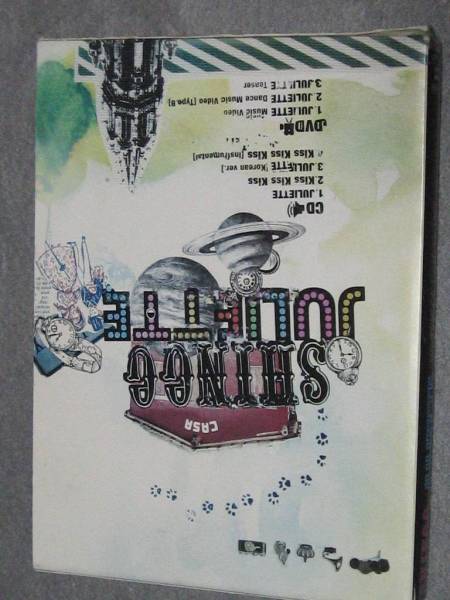 CASA
SHINee
JULIETTE
CD
1. JULIETTE
2.Kiss Kiss Kiss
3. JULIETTE [Korean ver.]
Kiss Kiss Kiss [Instrumental]
DVD
1. JULIETTE Music Video
2. JULIETTE Dance Music Video [Type.B]
3.JULIETTE Teaser